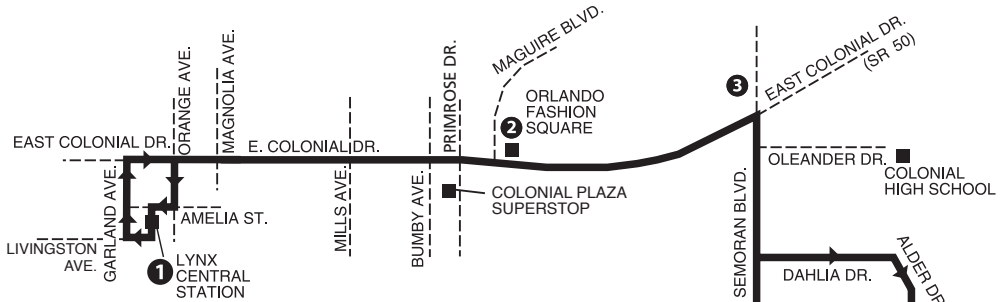 MAGUIRE BLVD.
EAST COLONIAL DR.
(SR 50)
ORANGE AVE.
MAGNOLIA AVE.
PRIMROSE DR.
3
ORLANDO
FASHION
SQUARE
2
EAST COLONIAL DR.
E. COLONIAL DR.
OLEANDER DR.
COLONIAL
HIGH SCHOOL
GARLAND AVE.
AMELIA ST.
MILLS AVE.
BUMBY AVE.
COLONIAL PLAZA
SUPERSTOP
SEMORAN BLVD.
LIVINGSTON
AVE.
1
LYNX
CENTRAL
STATION
DAHLIA DR.
ALDER DR.